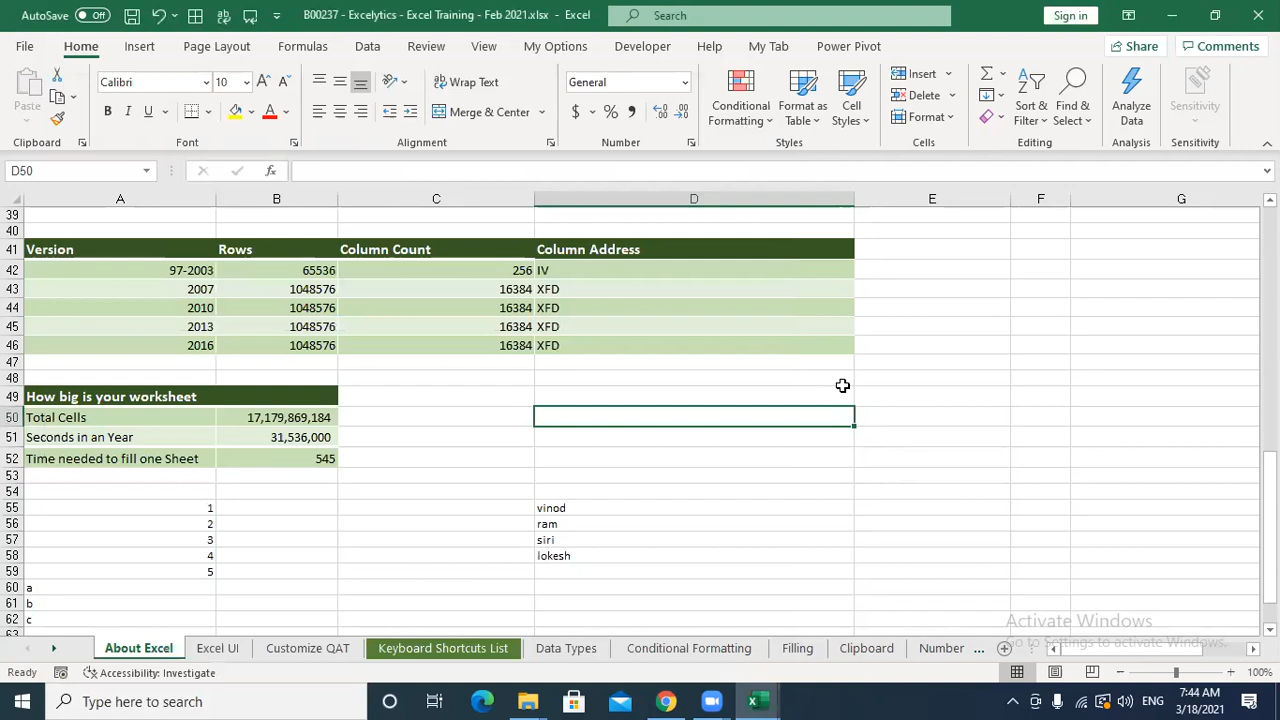 AutoSave Off B00237 - Excelytics - Excel Training - Feb 2021.xlsx - Excel Search Sign in
File Home Insert Page Layout Formulas Data Review View My Options Developer Help My Tab Power Pivot Share Comments
Paste Calibri 10 Wrap Text General Conditional Formatting Format as Table Cell Styles Insert Sort & Filter Find & Select Analyze Data Sensitivity
B I U A Merge & Center $ % , Delete
Format
Clipboard Font Alignment Number Styles Cells Editing Analysis Sensitivity
D50 fx
A B C D E F G
39
40
41 Version Rows Column Count Column Address
42 97-2003 65536 256 IV
43 2007 1048576 16384 XFD
44 2010 1048576 16384 XFD
45 2013 1048576 16384 XFD
46 2016 1048576 16384 XFD
47
48
49 How big is your worksheet
50 Total Cells 17,179,869,184
51 Seconds in an Year 31,536,000
52 Time needed to fill one Sheet 545
53
54
55 1 vinod
56 2 ram
57 3 siri
58 4 lokesh
59 5
60 a
61 b
62 c
63
Activate Windows
Go to Settings to activate Windows.
About Excel Excel UI Customize QAT Keyboard Shortcuts List Data Types Conditional Formatting Filling Clipboard Number ...
Ready Accessibility: Investigate 100%
Type here to search ENG 7:44 AM
3/18/2021